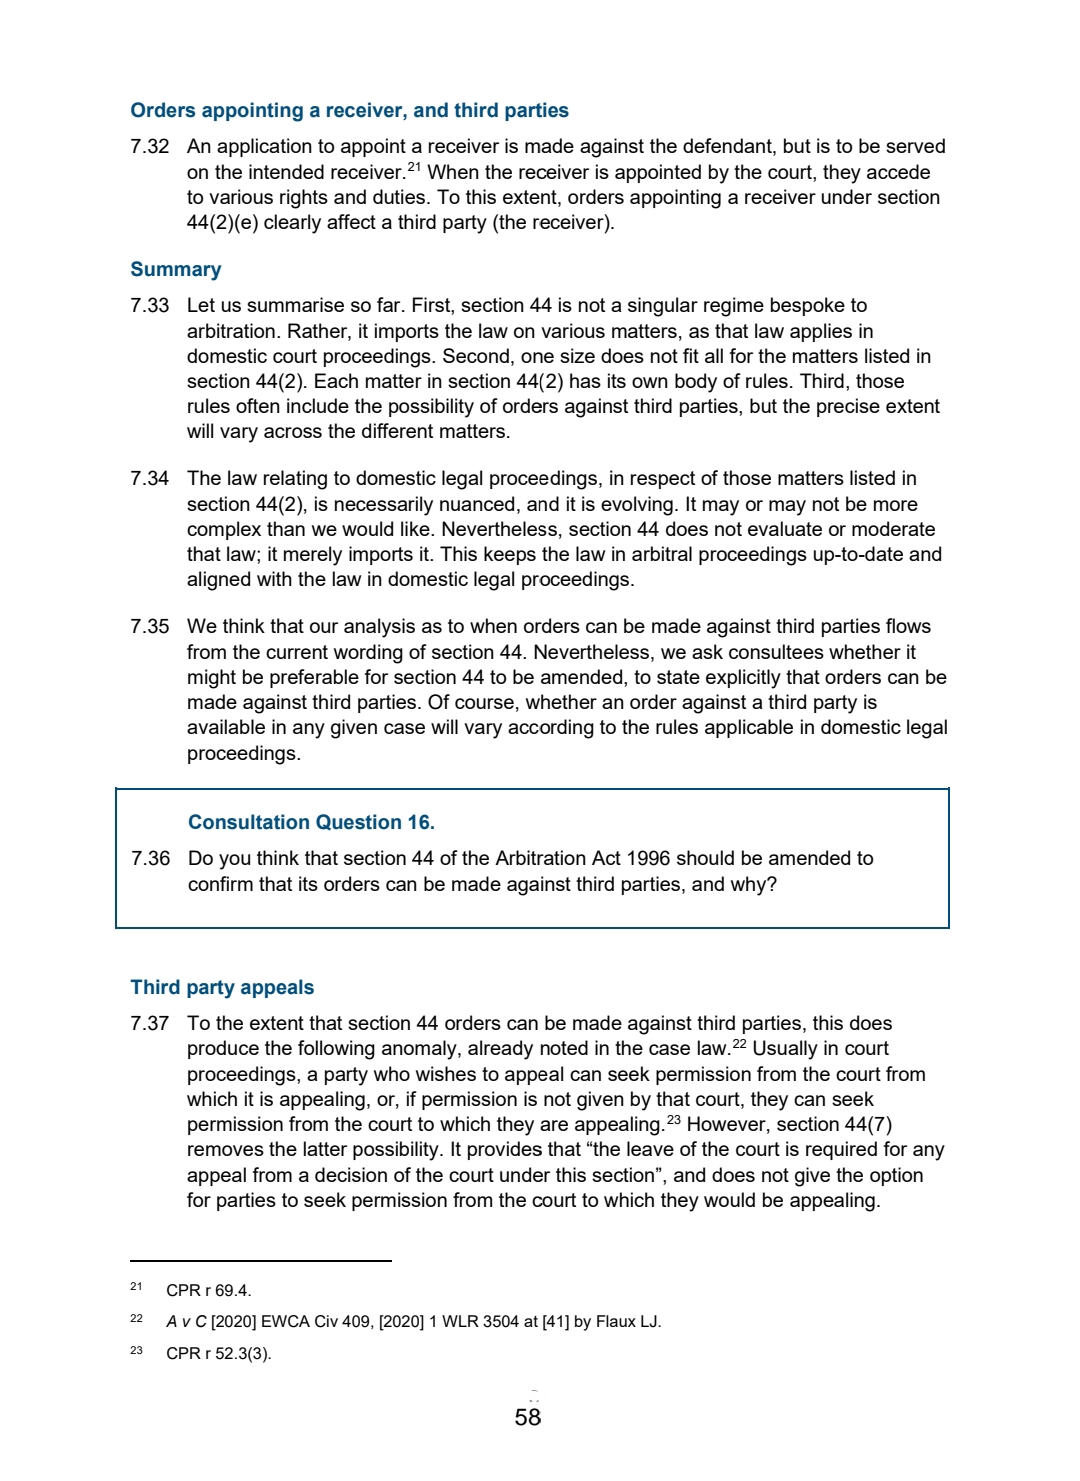 Orders appointing a receiver, and third parties
7.32 An application to appoint a receiver is made against the defendant, but is to be served
on the intended receiver.21 When the receiver is appointed by the court, they accede
to various rights and duties. To this extent, orders appointing a receiver under section
44(2)(e) clearly affect a third party (the receiver).
Summary
7.33 Let us summarise so far. First, section 44 is not a singular regime bespoke to
arbitration. Rather, it imports the law on various matters, as that law applies in
domestic court proceedings. Second, one size does not fit all for the matters listed in
section 44(2). Each matter in section 44(2) has its own body of rules. Third, those
rules often include the possibility of orders against third parties, but the precise extent
will vary across the different matters.
7.34 The law relating to domestic legal proceedings, in respect of those matters listed in
section 44(2), is necessarily nuanced, and it is evolving. It may or may not be more
complex than we would like. Nevertheless, section 44 does not evaluate or moderate
that law; it merely imports it. This keeps the law in arbitral proceedings up-to-date and
aligned with the law in domestic legal proceedings.
7.35 We think that our analysis as to when orders can be made against third parties flows
from the current wording of section 44. Nevertheless, we ask consultees whether it
might be preferable for section 44 to be amended, to state explicitly that orders can be
made against third parties. Of course, whether an order against a third party is
available in any given case will vary according to the rules applicable in domestic legal
proceedings.
Consultation Question 16.
7.36 Do you think that section 44 of the Arbitration Act 1996 should be amended to
confirm that its orders can be made against third parties, and why?
Third party appeals
7.37 To the extent that section 44 orders can be made against third parties, this does
produce the following anomaly, already noted in the case law.22 Usually in court
proceedings, a party who wishes to appeal can seek permission from the court from
which it is appealing, or, if permission is not given by that court, they can seek
permission from the court to which they are appealing.23 However, section 44(7)
removes the latter possibility. It provides that “the leave of the court is required for any
appeal from a decision of the court under this section”, and does not give the option
for parties to seek permission from the court to which they would be appealing.
21 CPR r 69.4.
22 A v C [2020] EWCA Civ 409, [2020] 1 WLR 3504 at [41] by Flaux LJ.
23 CPR r 52.3(3).
58